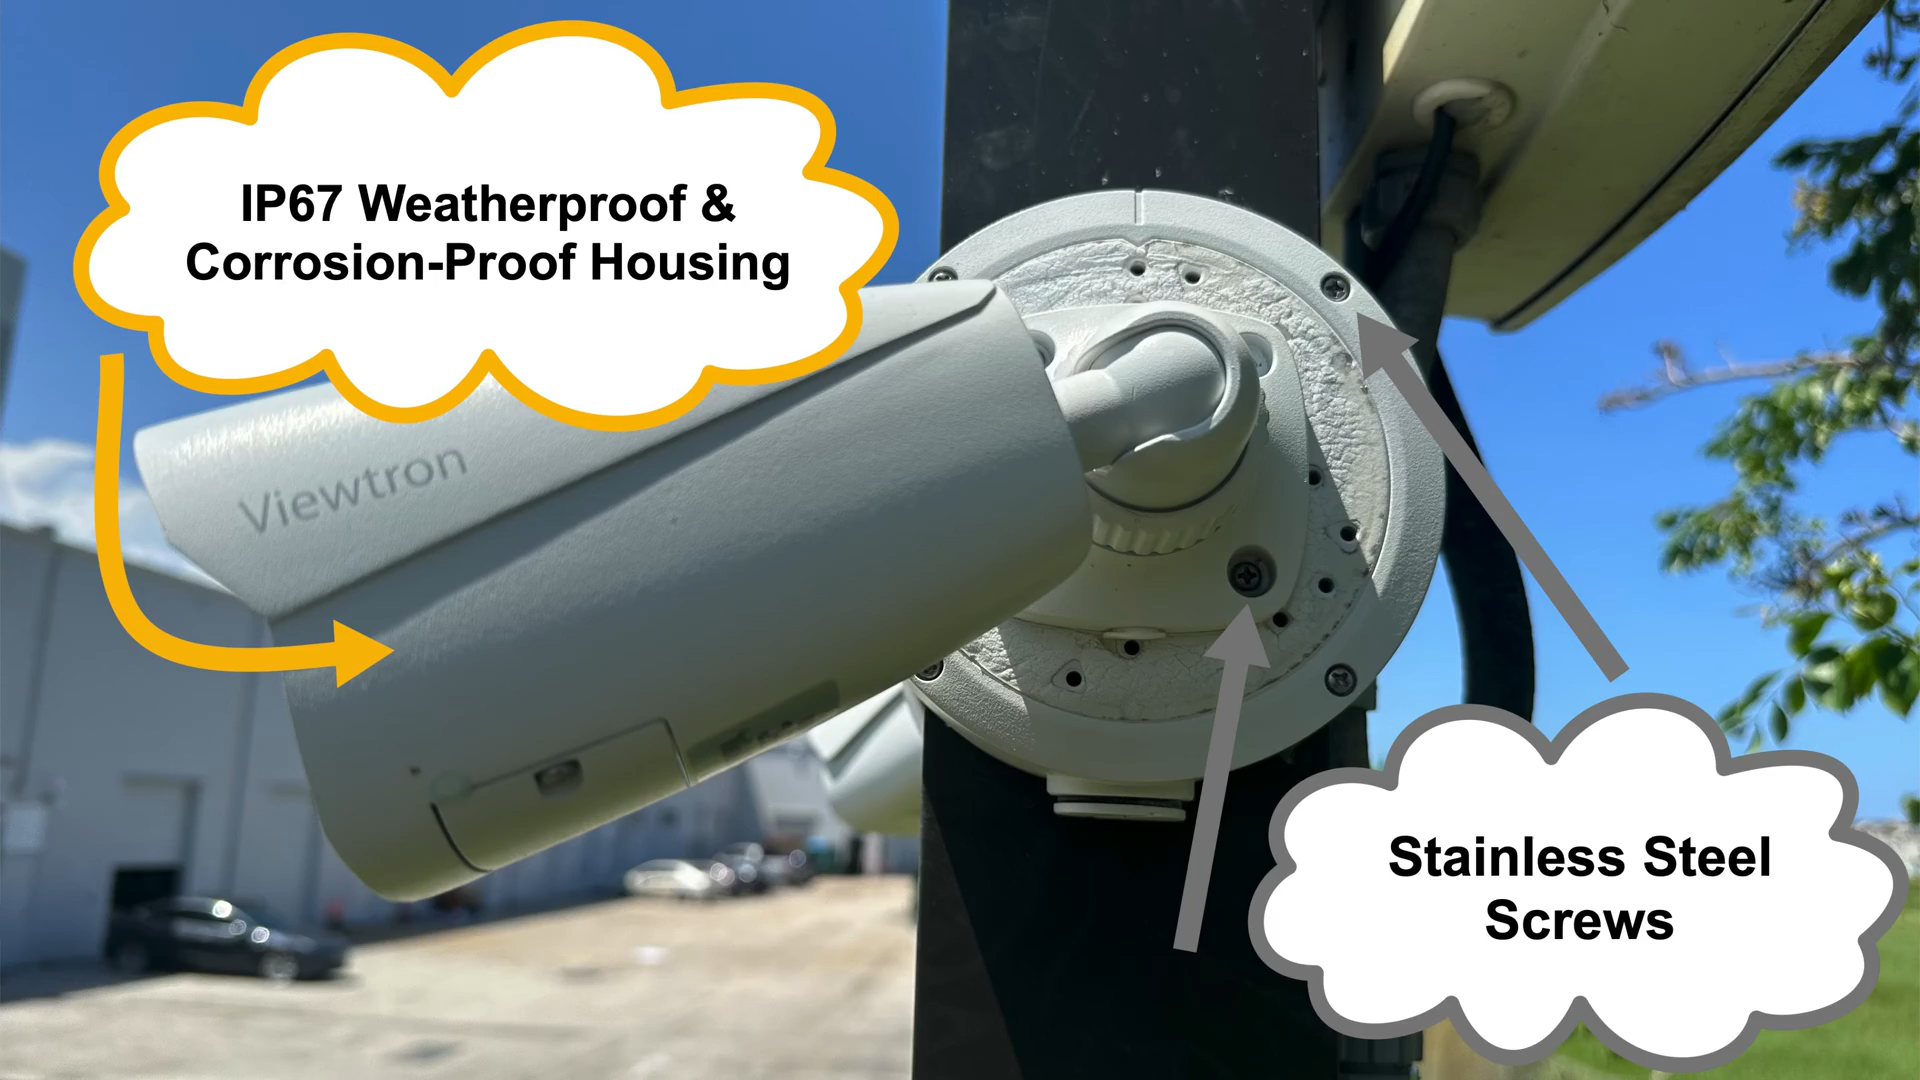 IP67 Weatherproof &
Corrosion-Proof Housing
Viewtron
Stainless Steel
Screws